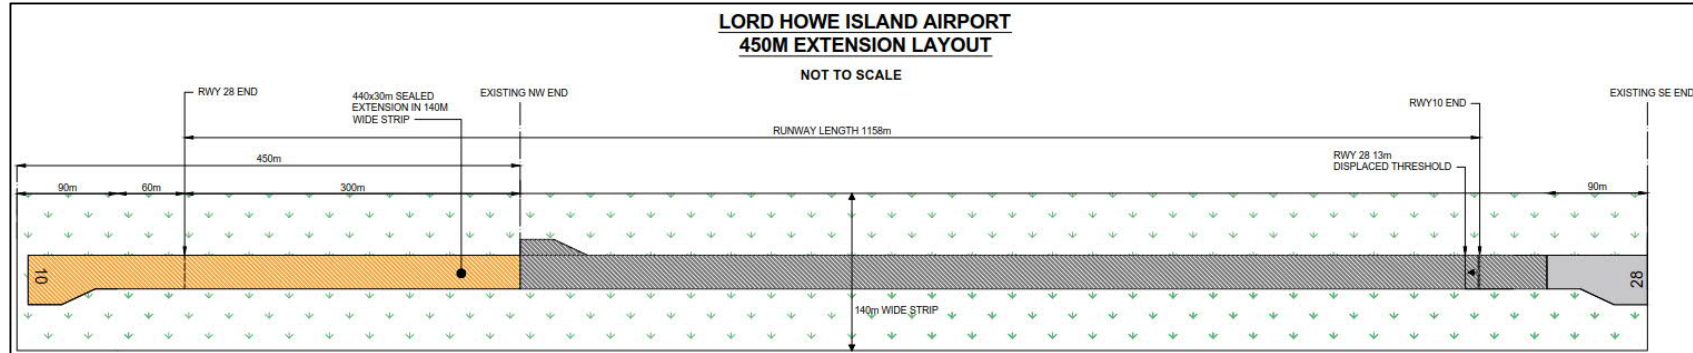 LORD HOWE ISLAND AIRPORT
450M EXTENSION LAYOUT
NOT TO SCALE
RWY 28 END
440x30m SEALED
EXTENSION IN 140M
WIDE STRIP
EXISTING NW END
RWY10 END
EXISTING SE END
RUNWAY LENGTH 1158m
450m
RWY 28 13m
DISPLACED THRESHOLD
90m
60m
300m
90m
10
28
140m WIDE STRIP